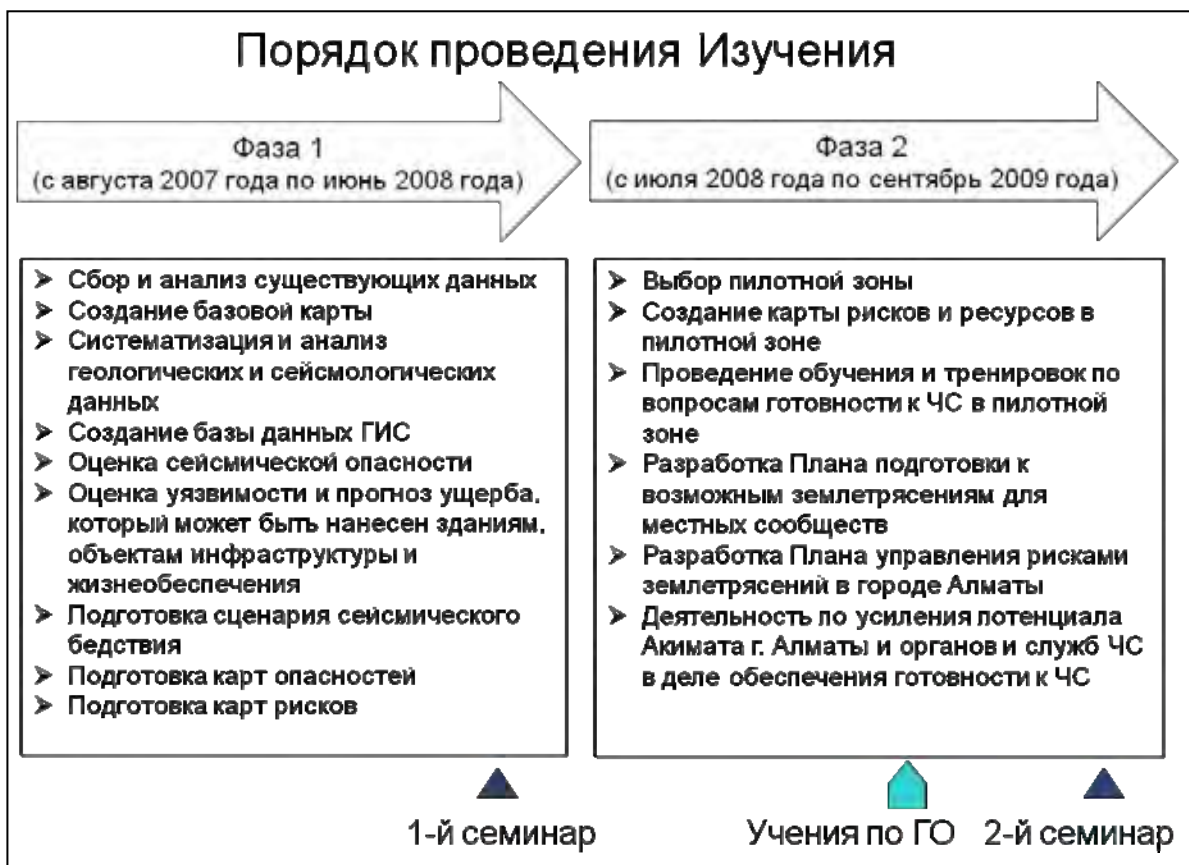 Порядок проведения Изучения
Фаза 1
(с августа 2007 года по июнь 2008 года)
Фаза 2
(с июля 2008 года по сентябрь 2009 года)
➢ Сбор и анализ существующих данных
➢ Создание базовой карты
➢ Систематизация и анализ
геологических и сейсмологических
данных
➢ Создание базы данных ГИС
➢ Оценка сейсмической опасности
➢ Оценка уязвимости и прогноз ущерба,
который может быть нанесен зданиям,
объектам инфраструктуры и
жизнеобеспечения
➢ Подготовка сценария сейсмического
бедствия
➢ Подготовка карт опасностей
➢ Подготовка карт рисков
➢ Выбор пилотной зоны
➢ Создание карты рисков и ресурсов в
пилотной зоне
➢ Проведение обучения и тренировок по
вопросам готовности к ЧС в пилотной
зоне
➢ Разработка Плана подготовки к
возможным землетрясениям для
местных сообществ
➢ Разработка Плана управления рисками
землетрясений в городе Алматы
➢ Деятельность по усиления потенциала
Акимата г. Алматы и органов и служб ЧС
в деле обеспечения готовности к ЧС
1-й семинар
Учения по ГО
2-й семинар